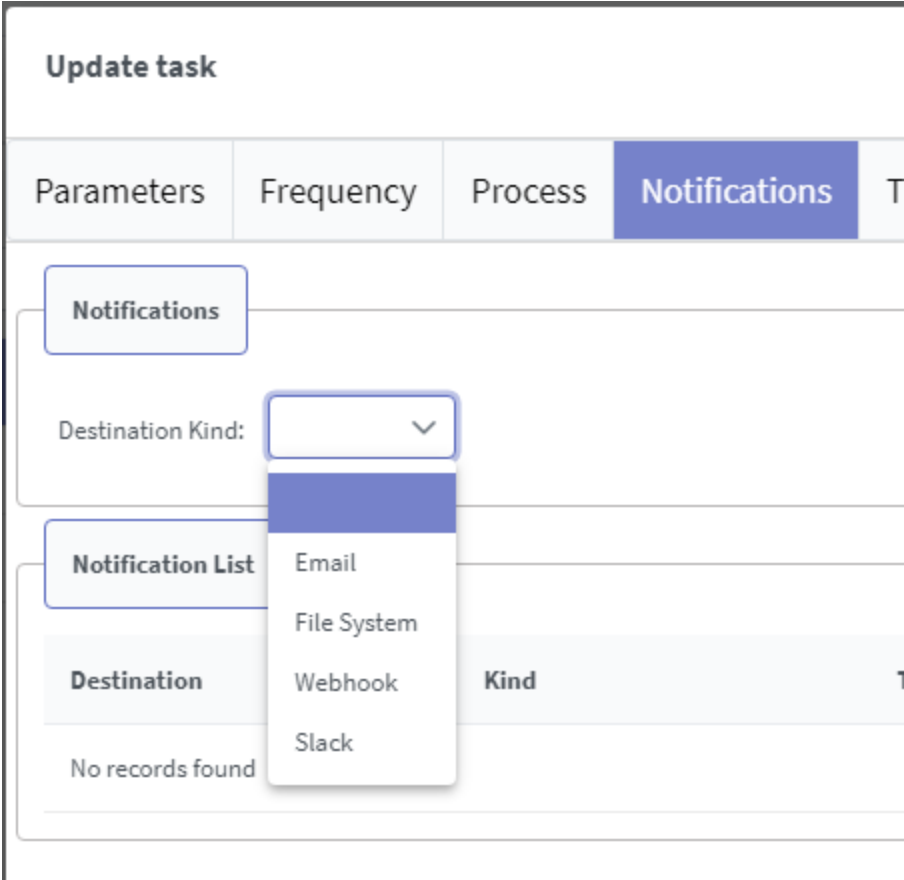 Update task
Parameters Frequency Process Notifications T
Notifications
Destination Kind:
Email
Notification List
File System
Destination Kind T
Webhook
Slack
No records found